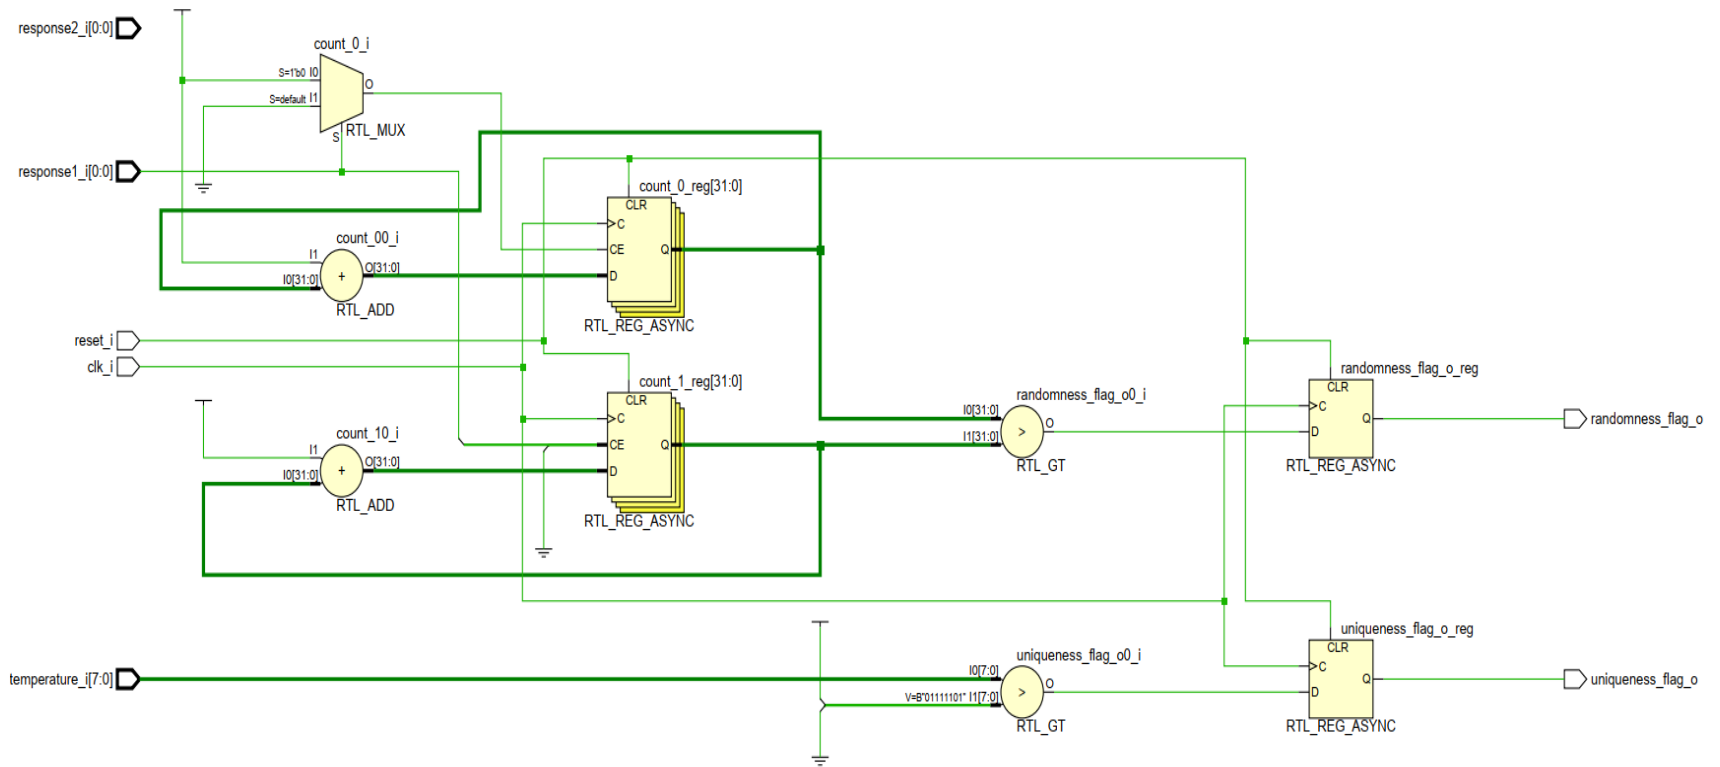 response2_i[0:0]
count_0_i
S=1'b0 I0
O
S=default I1
S
RTL_MUX
response1_i[0:0]
count_0_reg[31:0]
CLR
C
CE
Q
D
RTL_REG_ASYNC
count_00_i
I1
O[31:0]
I0[31:0]
+
RTL_ADD
reset_i
clk_i
count_1_reg[31:0]
CLR
C
CE
Q
D
RTL_REG_ASYNC
count_10_i
I1
O[31:0]
I0[31:0]
+
RTL_ADD
randomness_flag_o0_i
I0[31:0]
O
I1[31:0]
>
RTL_GT
randomness_flag_o_reg
CLR
C
Q
D
RTL_REG_ASYNC
randomness_flag_o
temperature_i[7:0]
uniqueness_flag_o0_i
I0[7:0]
O
V=B"01111101" I1[7:0]
>
RTL_GT
uniqueness_flag_o_reg
CLR
C
Q
D
RTL_REG_ASYNC
uniqueness_flag_o